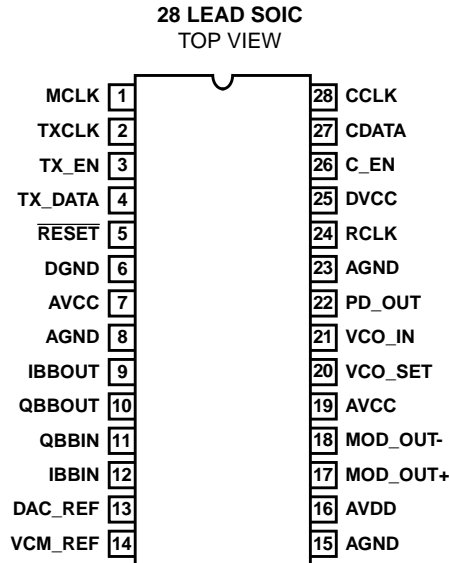 28 LEAD SOIC
TOP VIEW
MCLK 1 28 CCLK
TXCLK 2 27 CDATA
TX_EN 3 26 C_EN
TX_DATA 4 25 DVCC
RESET 5 24 RCLK
DGND 6 23 AGND
AVCC 7 22 PD_OUT
AGND 8 21 VCO_IN
IBBOUT 9 20 VCO_SET
QBBOUT 10 19 AVCC
QBBIN 11 18 MOD_OUT-
IBBIN 12 17 MOD_OUT+
DAC_REF 13 16 AVDD
VCM_REF 14 15 AGND